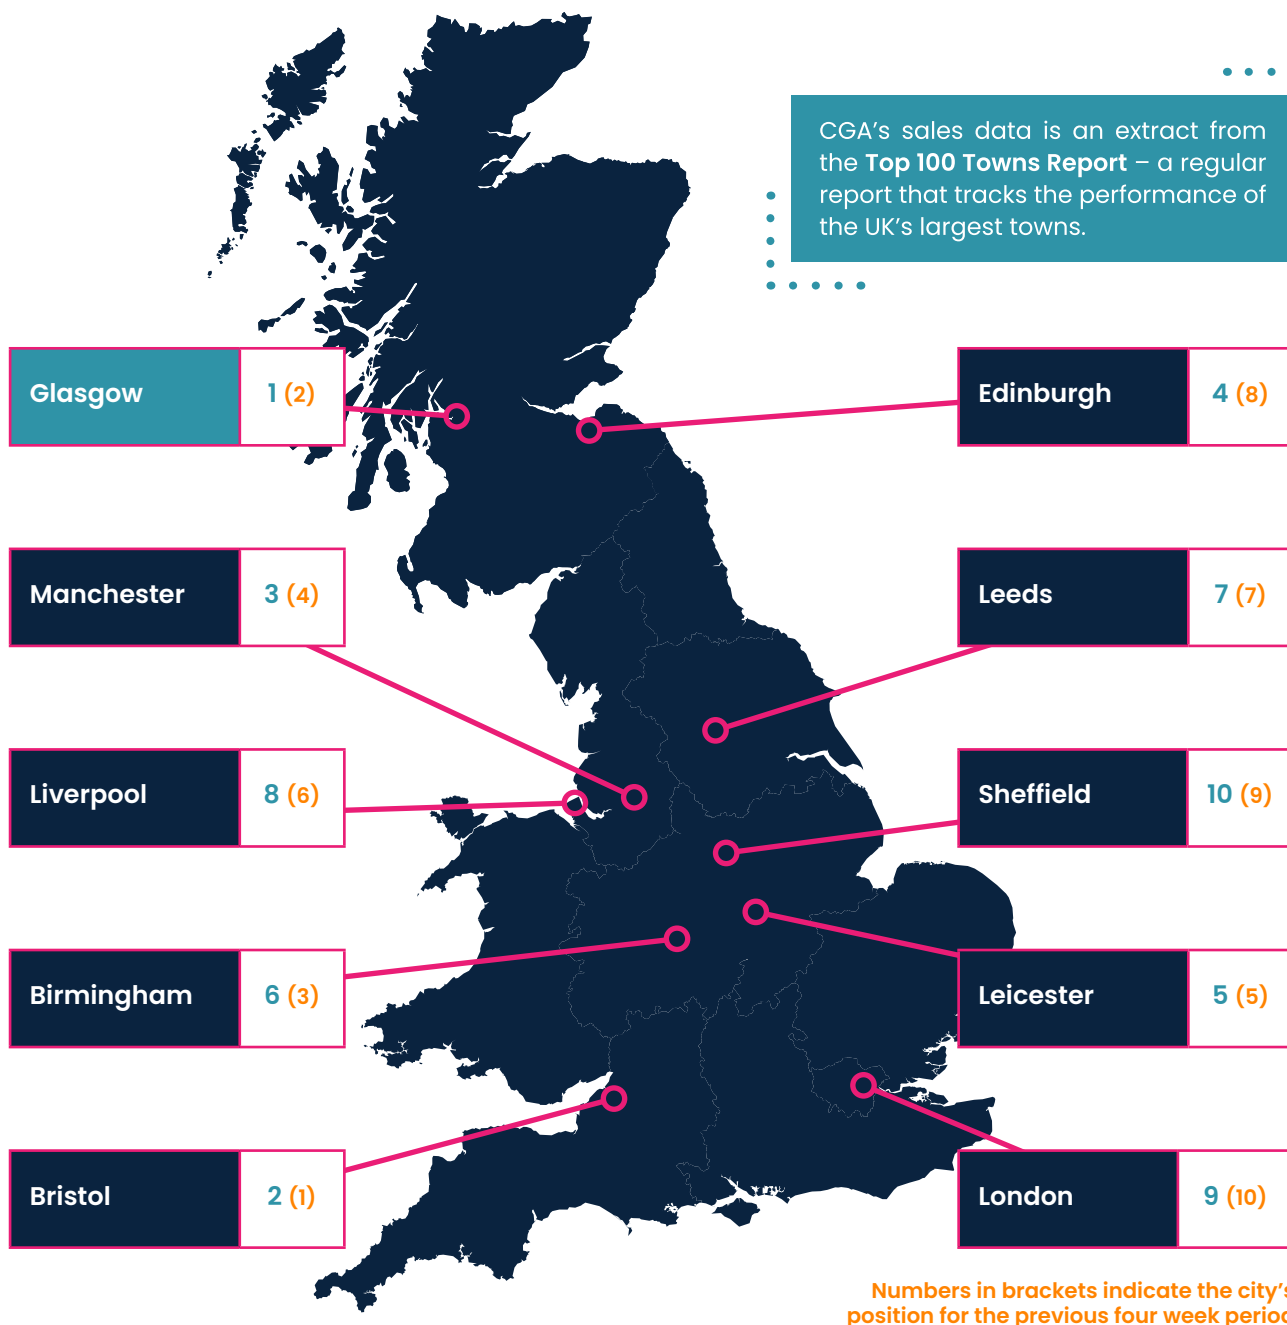 CGA's sales data is an extract from
the Top 100 Towns Report – a regular
report that tracks the performance of
the UK's largest towns.
Glasgow 1 (2)
Edinburgh 4 (8)
Manchester 3 (4)
Leeds 7 (7)
Liverpool 8 (6)
Sheffield 10 (9)
Birmingham 6 (3)
Leicester 5 (5)
Bristol 2 (1)
London 9 (10)
Numbers in brackets indicate the city's
position for the previous four week period